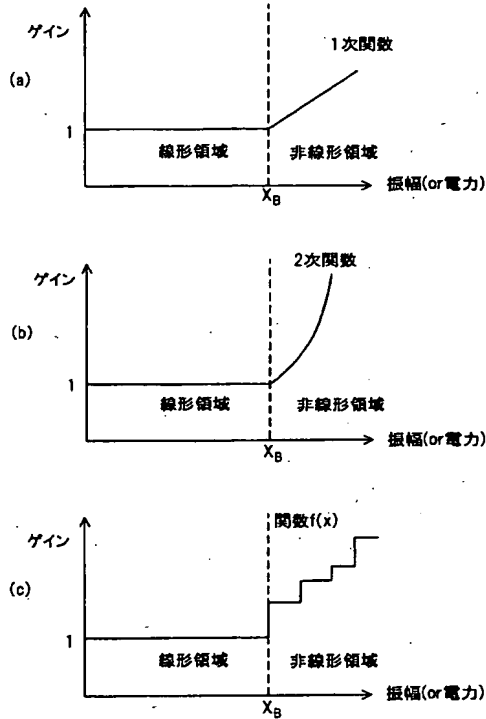 ゲイン
1次関数
(a)
1
線形領域 非線形領域
振幅(or電力)
XB
2次関数
ゲイン
(b)
1
線形領域 非線形領域
振幅(or電力)
XB
関数f(x)
ゲイン
(c)
1
線形領域 非線形領域
振幅(or電力)
XB